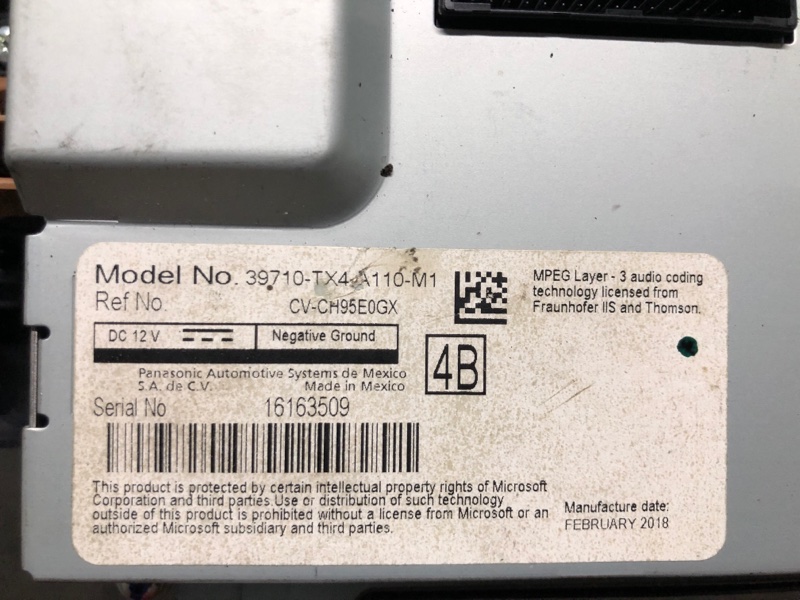 Model No. 39710-TX4-A110-M1
Ref No. CV-CH95E0GX
DC 12 V Negative Ground
Panasonic Automotive Systems de Mexico
S.A. de C.V. Made in Mexico
4B
Serial No 16163509
MPEG Layer - 3 audio coding
technology licensed from
Fraunhofer IIS and Thomson.
This product is protected by certain intellectual property rights of Microsoft
Corporation and third parties.Use or distribution of such technology
outside of this product is prohibited without a license from Microsoft or an
authorized Microsoft subsidiary and third parties.
Manufacture date:
FEBRUARY 2018